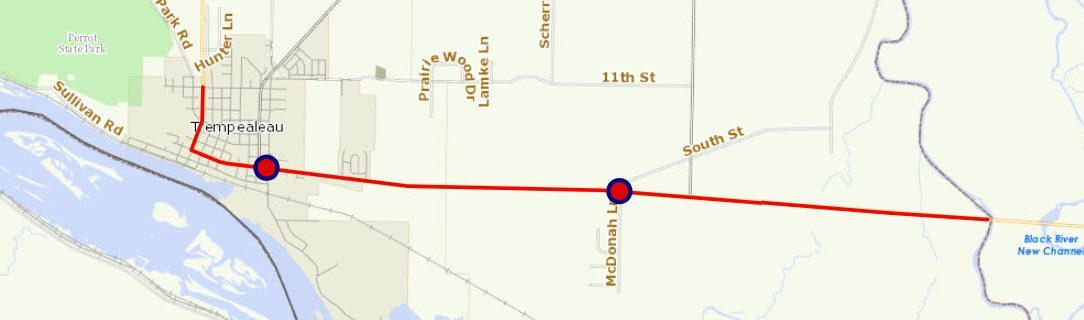 Park Rd
Hunter Ln
Perrot
State Park
Sullivan Rd
Trempealeau
Prairie Woods Dr
Lamke Ln
Scherr
11th St
South St
McDonah Ln
Black River
New Channel